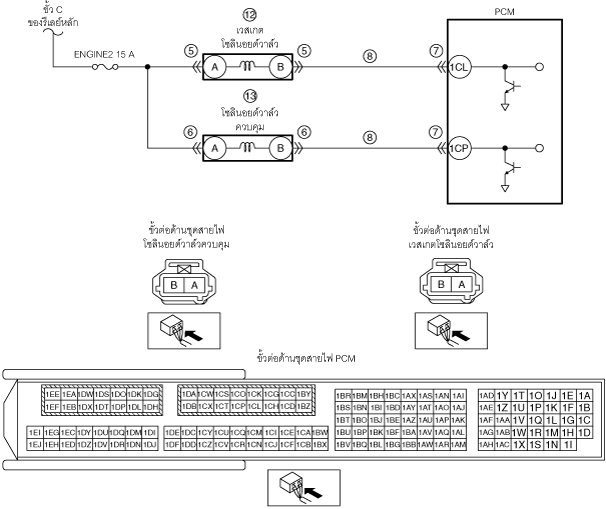 ขั้ว C
ของรีเลย์หลัก
ENGINE2 15 A
⑫
เวสเกต
โซลินอยด์วาล์ว
PCM
⑤
A
B
⑤
⑧
⑦
1CL
⑬
โซลินอยด์วาล์ว
ควบคุม
⑥
A
B
⑥
⑧
⑦
1CP
ขั้วต่อด้านชุดสายไฟ
โซลินอยด์วาล์วควบคุม
B A
ขั้วต่อด้านชุดสายไฟ
เวสเกตโซลินอยด์วาล์ว
B A
ขั้วต่อด้านชุดสายไฟ PCM
1EE 1EA 1DW 1DS 1DO 1DK 1DG
1EF 1EB 1DX 1DT 1DP 1DL 1DH
1EI 1EG 1EC 1DY 1DU 1DQ 1DM 1DI
1EJ 1EH 1ED 1DZ 1DV 1DR 1DN 1DJ
1DA 1CW 1CS 1CO 1CK 1CG 1CC 1BY
1DB 1CX 1CT 1CP 1CL 1CH 1CD 1BZ
1DE 1DC 1CY 1CU 1CQ 1CM 1CI 1CE 1CA 1BW
1DF 1DD 1CZ 1CV 1CR 1CN 1CJ 1CF 1CB 1BX
1BR 1BM 1BH 1BC 1AX 1AS 1AN 1AI
1BS 1BN 1BI 1BD 1AY 1AT 1AO 1AJ
1BT 1BO 1BJ 1BE 1AZ 1AU 1AP 1AK
1BU 1BP 1BK 1BF 1BA 1AV 1AQ 1AL
1BV 1BQ 1BL 1BG 1BB 1AW 1AR 1AM
1AD 1Y 1T 1O 1J 1E 1A
1AE 1Z 1U 1P 1K 1F 1B
1AF 1AA 1V 1Q 1L 1G 1C
1AG 1AB 1W 1R 1M 1H 1D
1AH 1AC 1X 1S 1N 1I